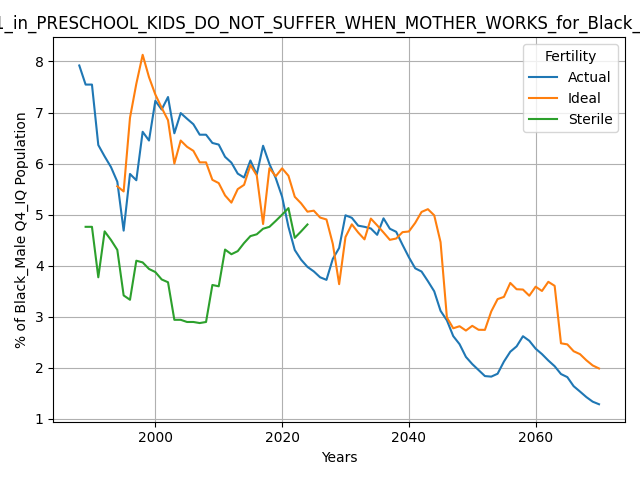 1_in_PRESCHOOL_KIDS_DO_NOT_SUFFER_WHEN_MOTHER_WORKS_for_Black_
% of Black_Male Q4_IQ Population
8
7
6
5
4
3
2
1
Fertility
Actual
Ideal
Sterile
2000
2020
2040
2060
Years